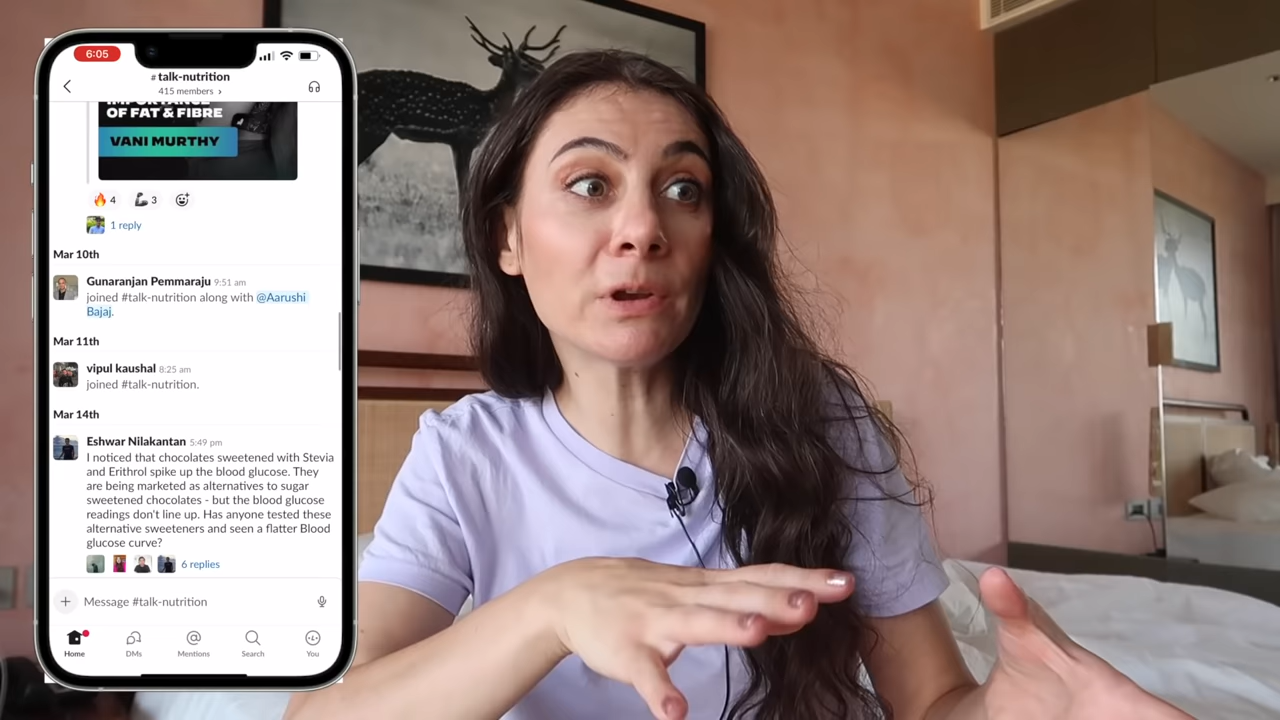 6:05
# talk-nutrition
415 members ›
IMPORTANCE
OF FAT & FIBRE
VANI MURTHY
4
3
1 reply
Mar 10th
Gunaranjan Pemmaraju 9:51 am
joined #talk-nutrition along with @Aarushi
Bajaj.
Mar 11th
vipul kaushal 8:25 am
joined #talk-nutrition.
Mar 14th
Eshwar Nilakantan 5:49 pm
I noticed that chocolates sweetened with Stevia
and Erithrol spike up the blood glucose. They
are being marketed as alternatives to sugar
sweetened chocolates - but the blood glucose
readings don't line up. Has anyone tested these
alternative sweeteners and seen a flatter Blood
glucose curve?
6 replies
Message #talk-nutrition
Home
DMs
Mentions
Search
You